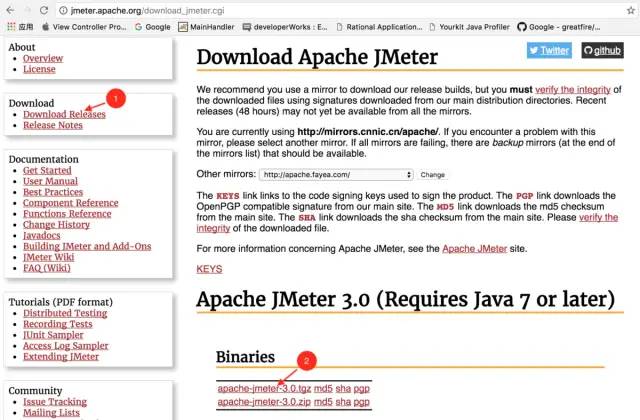 jmeter.apache.org/download_jmeter.cgi
应用 Apple View Controller Pro... Google MainHandler developerWorks : E... Rational Application... Yourkit Java Profiler Google - greatfire/...
About
Overview
License
Download
Download Releases
1
Release Notes
Documentation
Get Started
User Manual
Best Practices
Component Reference
Functions Reference
Change History
Javadocs
Building JMeter and Add-Ons
JMeter Wiki
FAQ (Wiki)
Tutorials (PDF format)
Distributed Testing
Recording Tests
JUnit Sampler
Access Log Sampler
Extending JMeter
Community
Issue Tracking
Mailing Lists
Download Apache JMeter
Twitter
github
We recommend you use a mirror to download our release builds, but you must verify the integrity
of the downloaded files using signatures downloaded from our main distribution directories. Recent
releases (48 hours) may not yet be available from all the mirrors.
You are currently using http://mirrors.cnnic.cn/apache/. If you encounter a problem with this
mirror, please select another mirror. If all mirrors are failing, there are backup mirrors (at the end
of the mirrors list) that should be available.
Other mirrors: http://apache.fayea.com/ Change
The KEYS link links to the code signing keys used to sign the product. The PGP link downloads the
OpenPGP compatible signature from our main site. The MD5 link downloads the md5 checksum
from the main site. The SHA link downloads the sha checksum from the main site. Please verify the
integrity of the downloaded file.
For more information concerning Apache JMeter, see the Apache JMeter site.
KEYS
Apache JMeter 3.0 (Requires Java 7 or later)
Binaries
2
apache-jmeter-3.0.tgz md5 sha pgp
apache-jmeter-3.0.zip md5 sha pgp